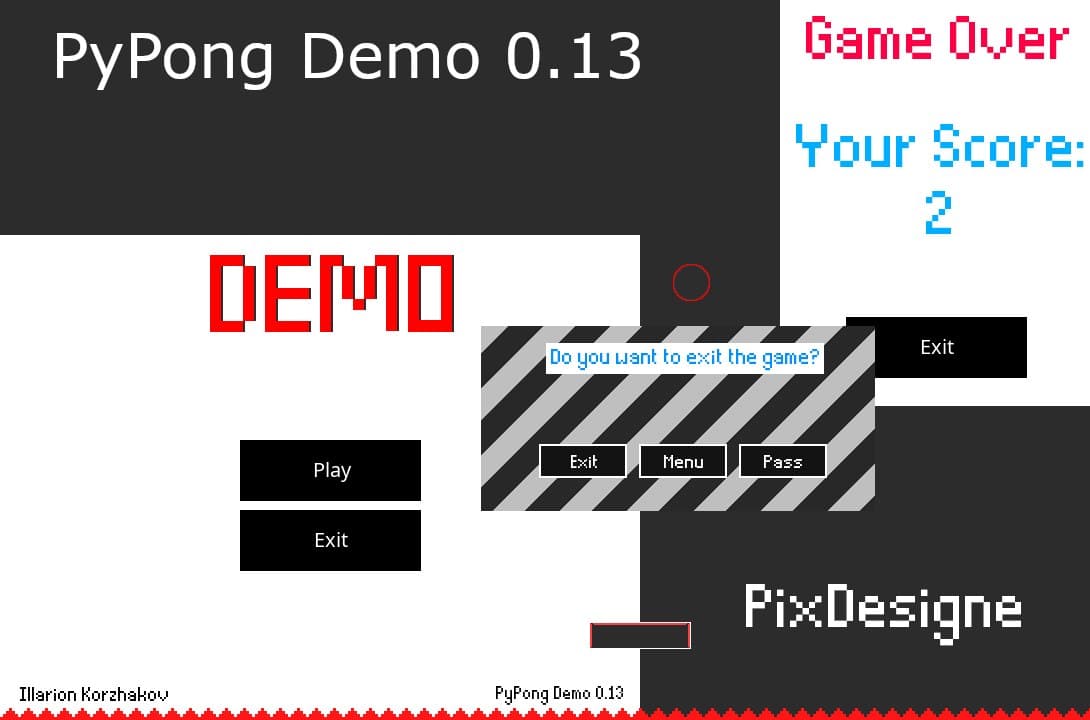 PyPong Demo 0.13
Game Over
Your Score:
2
Exit
DEMO
Do you want to exit the game?
Exit Menu Pass
Play
Exit
PixDesigne
Illarion Korzhakov
PyPong Demo 0.13